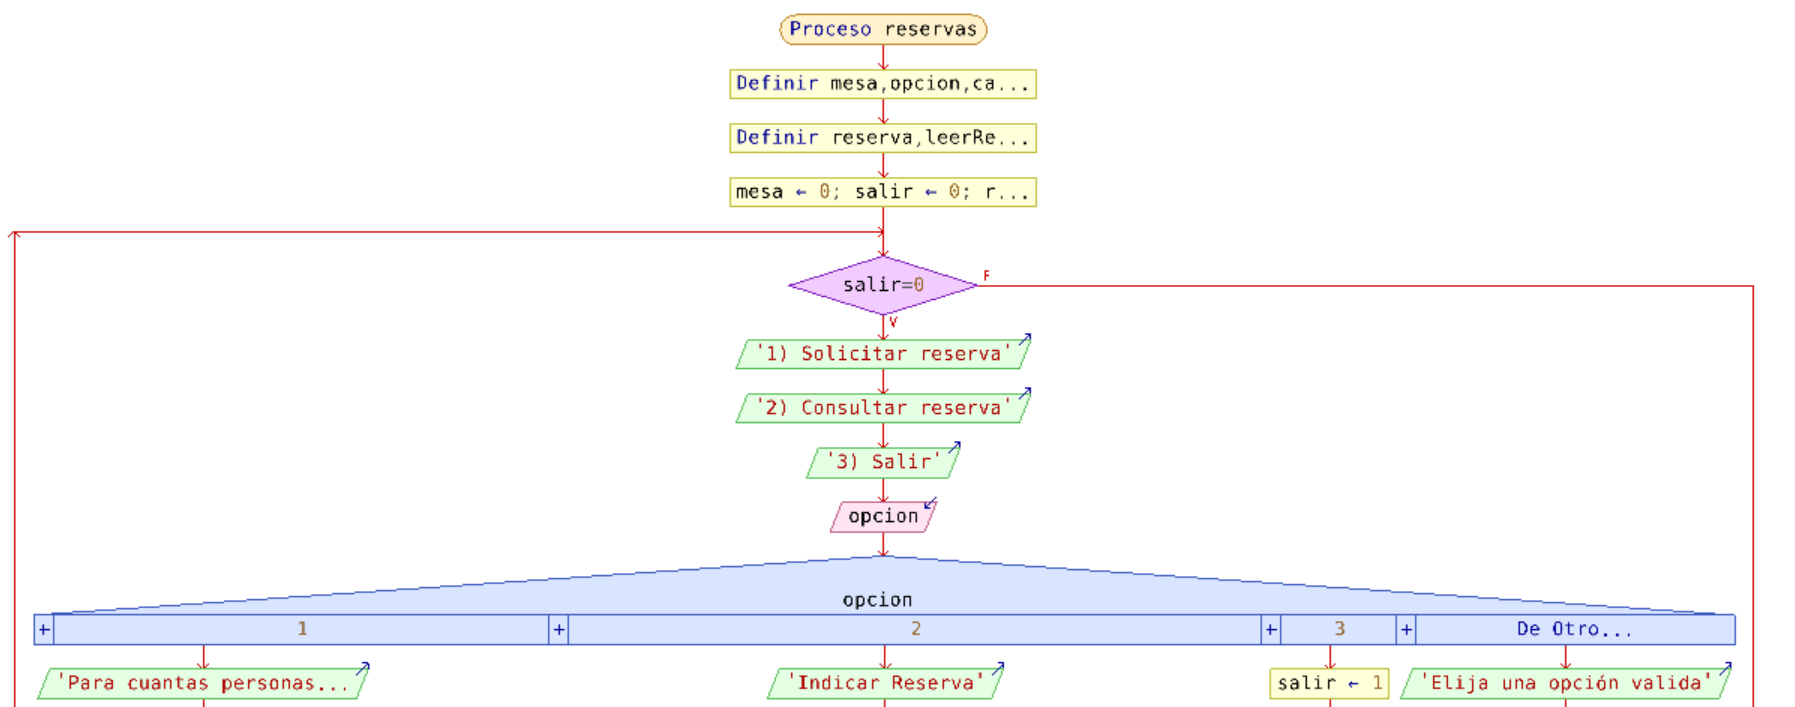 Proceso reservas
Definir mesa,opcion,ca...
Definir reserva,leerRe...
mesa ← 0; salir ← 0; r...
salir=0
F
V
'1) Solicitar reserva'
'2) Consultar reserva'
'3) Salir'
opcion
opcion
+ 1 + 2 + 3 + De Otro...
'Para cuantas personas... 'Indicar Reserva' salir ← 1 'Elija una opción valida'